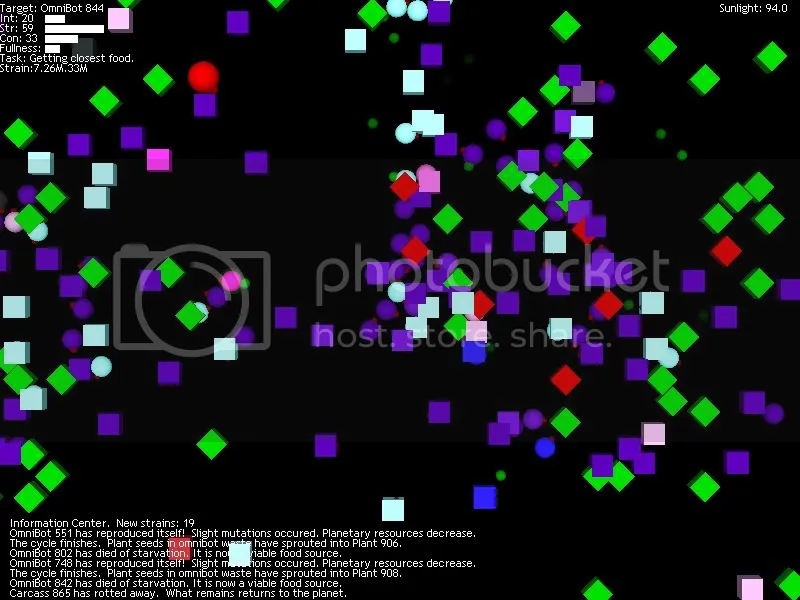 Target: OmniBot 844
Sunlight: 94.0
Int: 20
Str: 59
Con: 33
Fullness:
Task: Getting closest food.
Strain:7.26M.33M
photobucket
host. store. share.
Information Center. New strains: 19
OmniBot 551 has reproduced itself! Slight mutations occured. Planetary resources decrease.
The cycle finishes. Plant seeds in omnibot waste have sprouted into Plant 906.
OmniBot 802 has died of starvation. It is now a viable food source.
OmniBot 748 has reproduced itself! Slight mutations occured. Planetary resources decrease.
The cycle finishes. Plant seeds in omnibot waste have sprouted into Plant 908.
OmniBot 842 has died of starvation. It is now a viable food source.
Carcass 865 has rotted away. What remains returns to the planet.